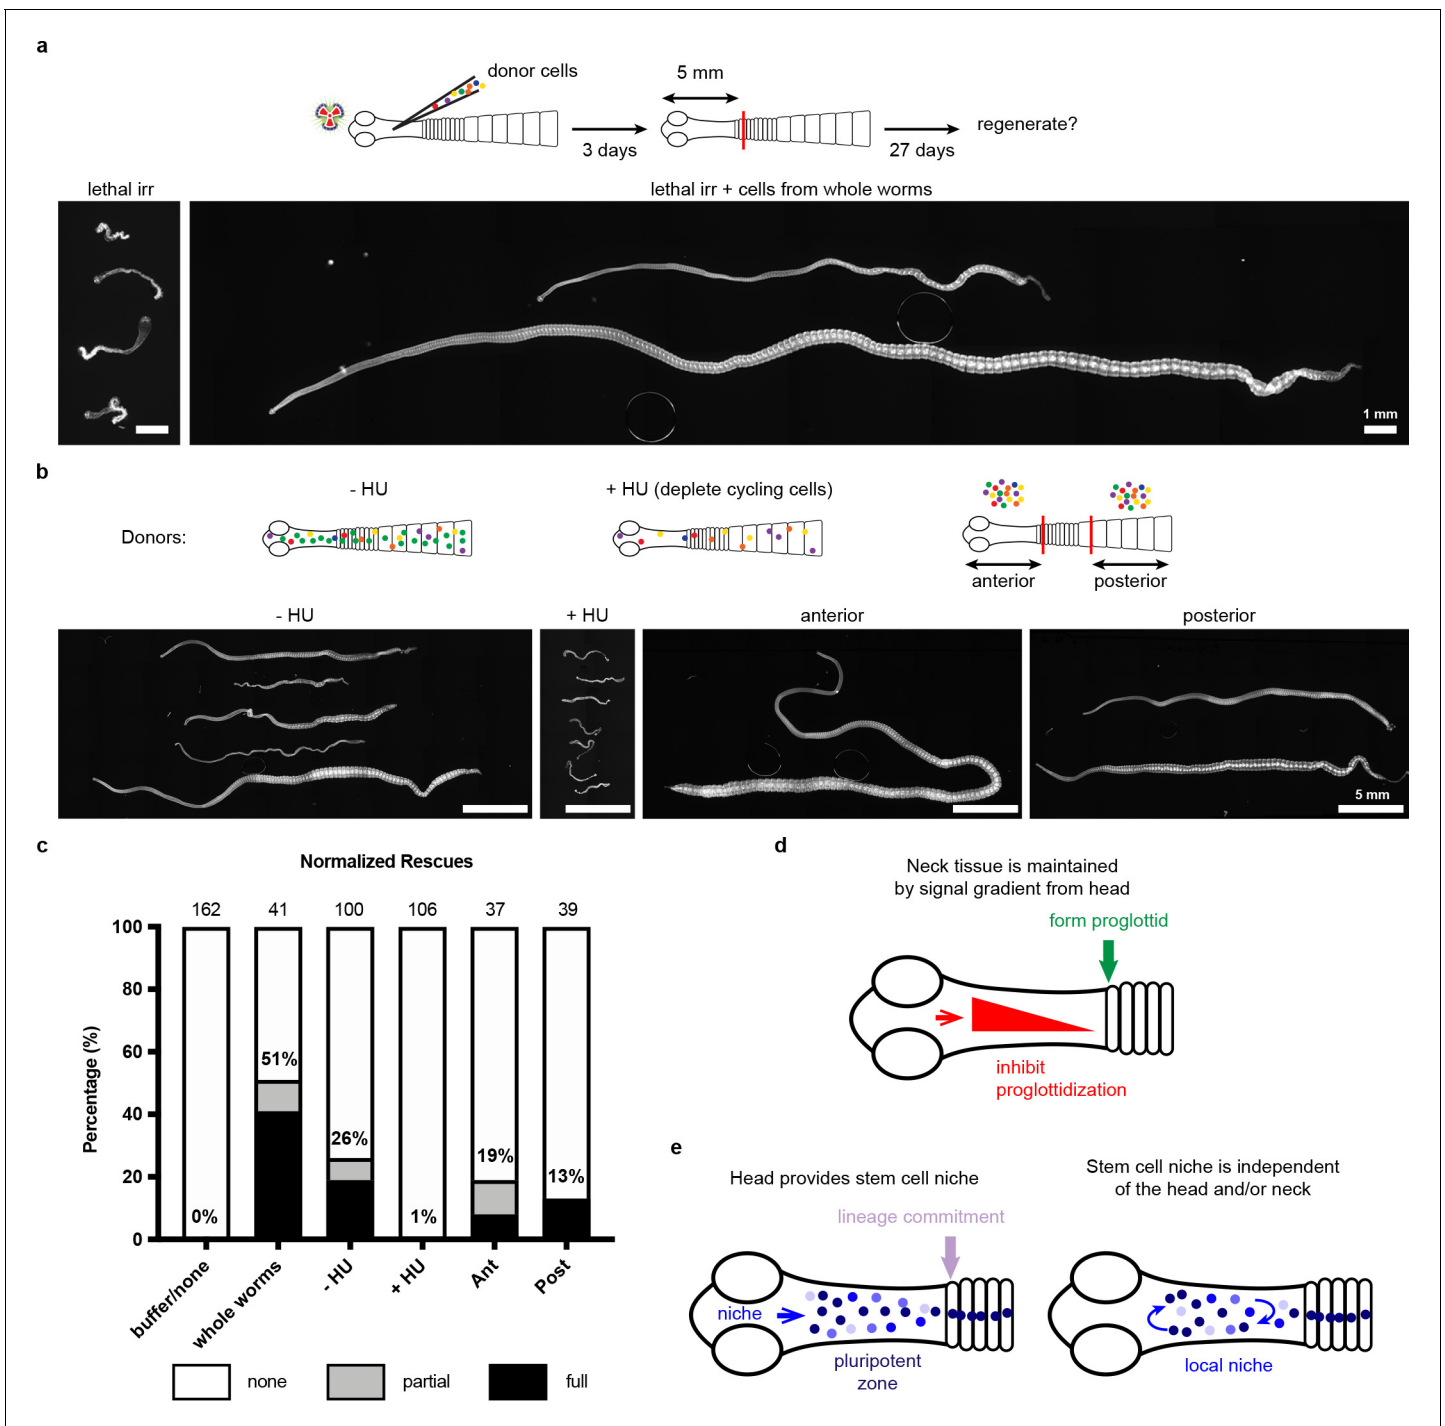 a
donor cells
5 mm
3 days
27 days
regenerate?
lethal irr
lethal irr + cells from whole worms
1 mm
b
- HU
+ HU (deplete cycling cells)
Donors:
anterior
posterior
- HU
+ HU
anterior
posterior
5 mm
c
Normalized Rescues
162
41
100
106
37
39
Percentage (%)
100
80
60
40
20
0
0%
51%
26%
1%
19%
13%
buffer/none
whole worms
- HU
+ HU
Ant
Post
none
partial
full
d
Neck tissue is maintained
by signal gradient from head
form proglottid
inhibit
proglottidization
e
Head provides stem cell niche
lineage commitment
niche
pluripotent
zone
Stem cell niche is independent
of the head and/or neck
local niche